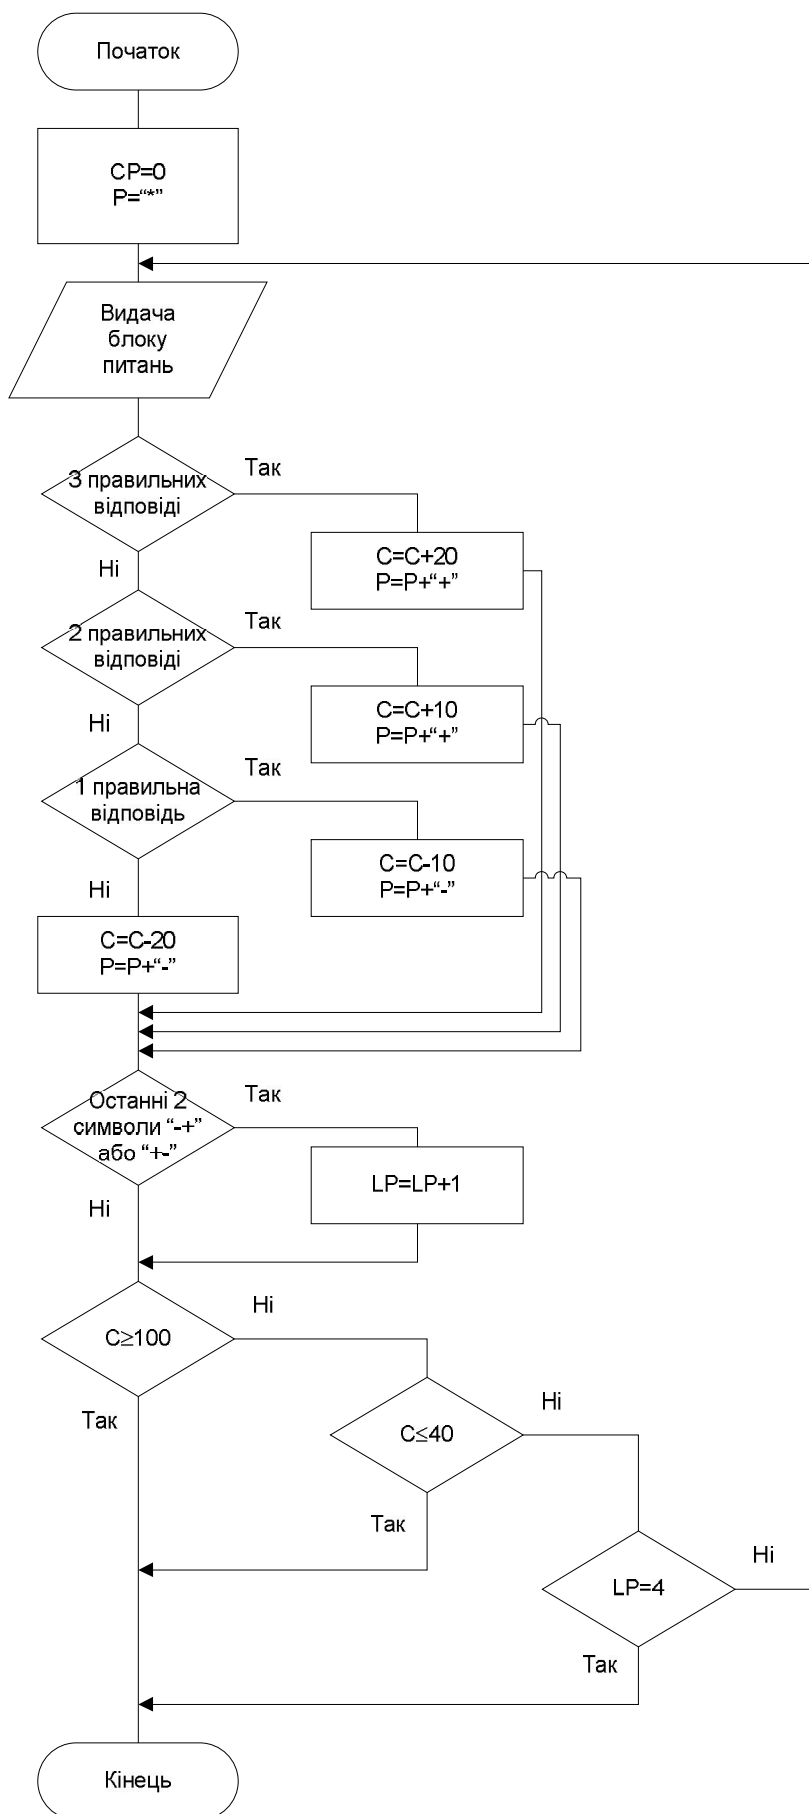 Початок
CP=0
P=“*”
Видача
блоку
питань
3 правильних
відповіді
Так
Ні
C=C+20
P=P+“+”
2 правильних
відповіді
Так
Ні
C=C+10
P=P+“+”
1 правильна
відповідь
Так
Ні
C=C-10
P=P+“-”
C=C-20
P=P+“-”
Останні 2
символи “-+”
або “+-”
Так
Ні
LP=LP+1
C≥100
Ні
Так
C≤40
Ні
Так
LP=4
Ні
Так
Кінець